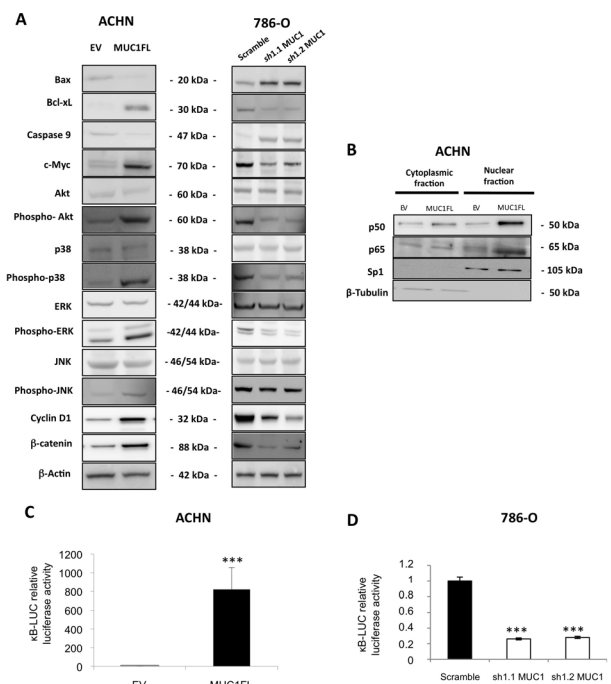 A
ACHN
EV MUC1FL
786-O
Scramble
sh1.1 MUC1
sh1.2 MUC1
Bax - 20 kDa -
Bcl-xL - 30 kDa -
Caspase 9 - 47 kDa -
c-Myc - 70 kDa -
Akt - 60 kDa -
Phospho- Akt - 60 kDa -
p38 - 38 kDa -
Phospho-p38 - 38 kDa -
ERK - 42/44 kDa-
Phospho-ERK -42/44 kDa-
JNK - 46/54 kDa-
Phospho-JNK - 46/54 kDa-
Cyclin D1 - 32 kDa -
β-catenin - 88 kDa -
β-Actin - 42 kDa -
B
ACHN
Cytoplasmic fraction
Nuclear fraction
EV MUC1FL EV MUC1FL
p50 - 50 kDa
p65 - 65 kDa
Sp1 - 105 kDa
β-Tubulin - 50 kDa
C
ACHN
κB-LUC relative
luciferase activity
1200
1000
800
600
400
200
0
***
EV MUC1FL
D
786-O
κB-LUC relative
luciferase activity
1.2
1
0.8
0.6
0.4
0.2
0
*** ***
Scramble sh1.1 MUC1 sh1.2 MUC1